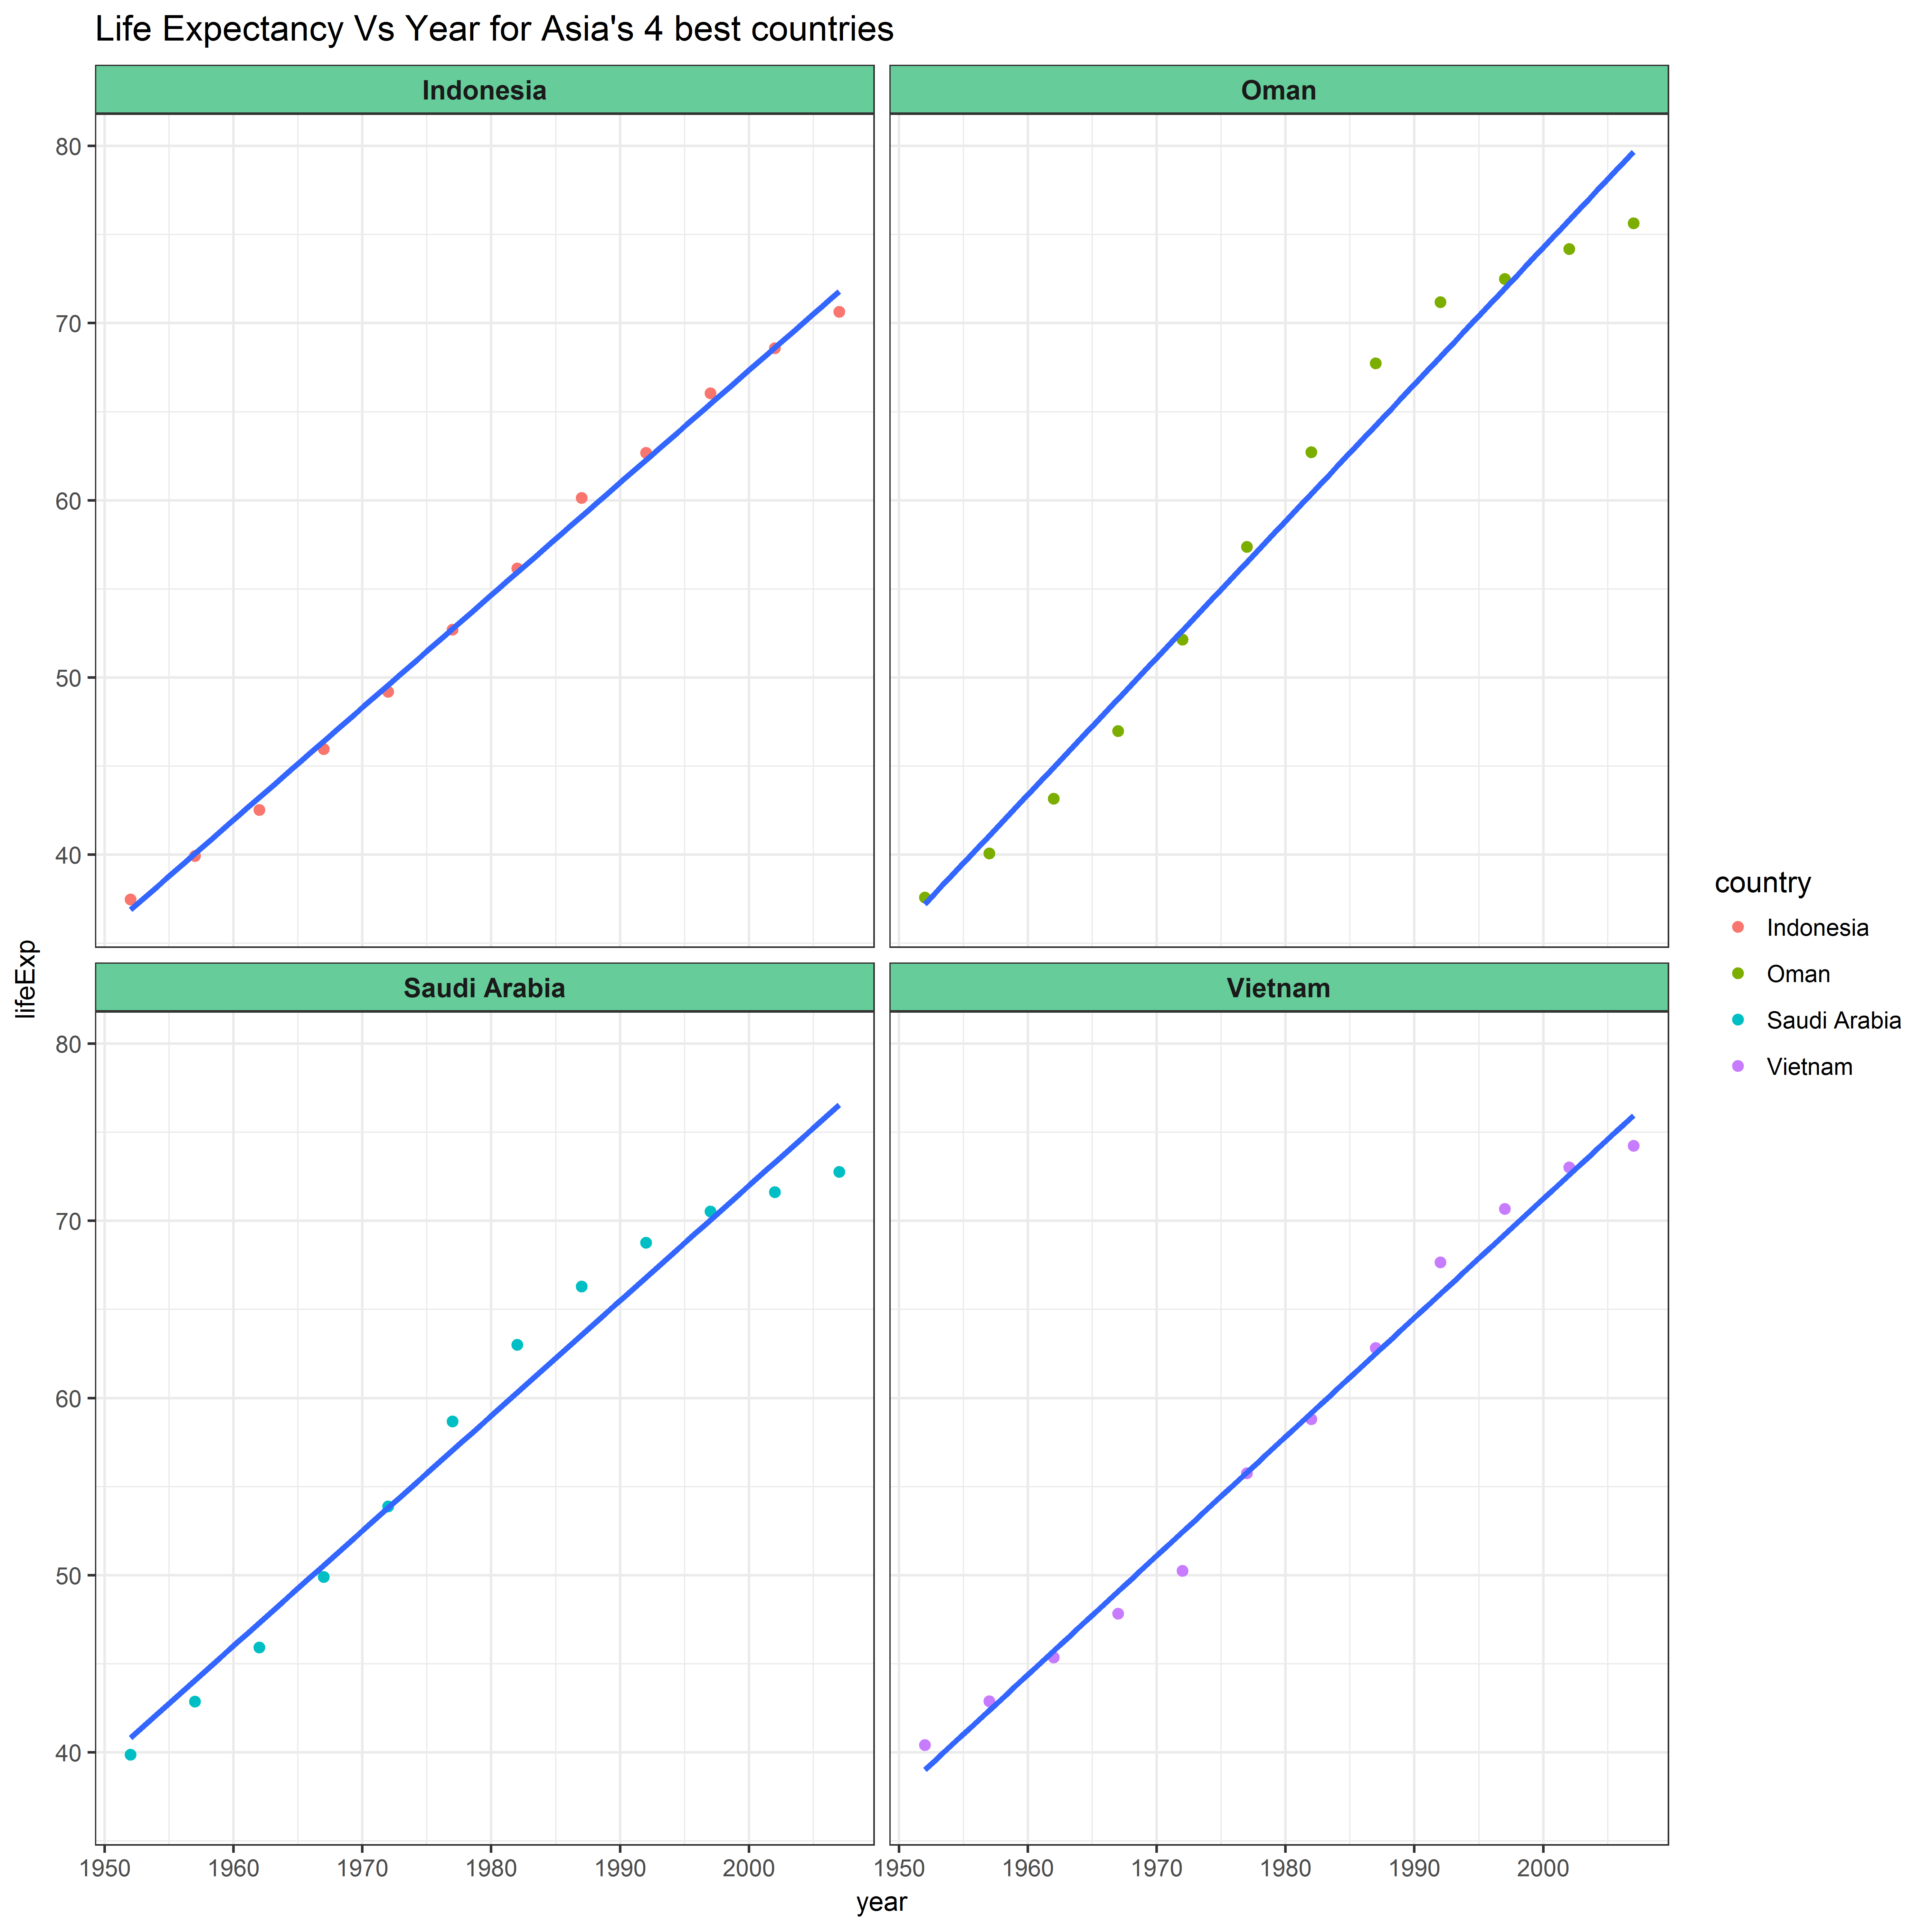 Life Expectancy Vs Year for Asia's 4 best countries
Indonesia
Oman
80
70
60
50
40
Saudi Arabia
Vietnam
80
70
60
50
40
1950 1960 1970 1980 1990 2000
1950 1960 1970 1980 1990 2000
year
lifeExp
country
Indonesia
Oman
Saudi Arabia
Vietnam